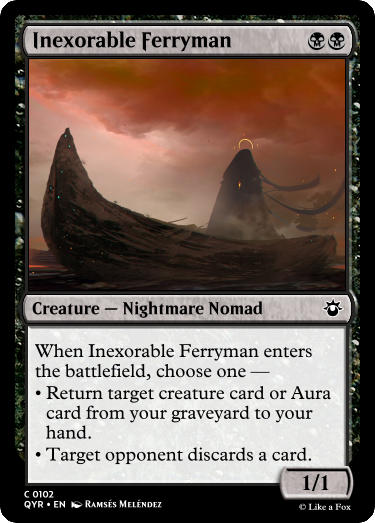 Inexorable Ferryman
Creature — Nightmare Nomad
When Inexorable Ferryman enters
the battlefield, choose one —
• Return target creature card or Aura
card from your graveyard to your
hand.
• Target opponent discards a card.
1/1
C 0102
QYR • EN Ramsés Meléndez
© Like a Fox